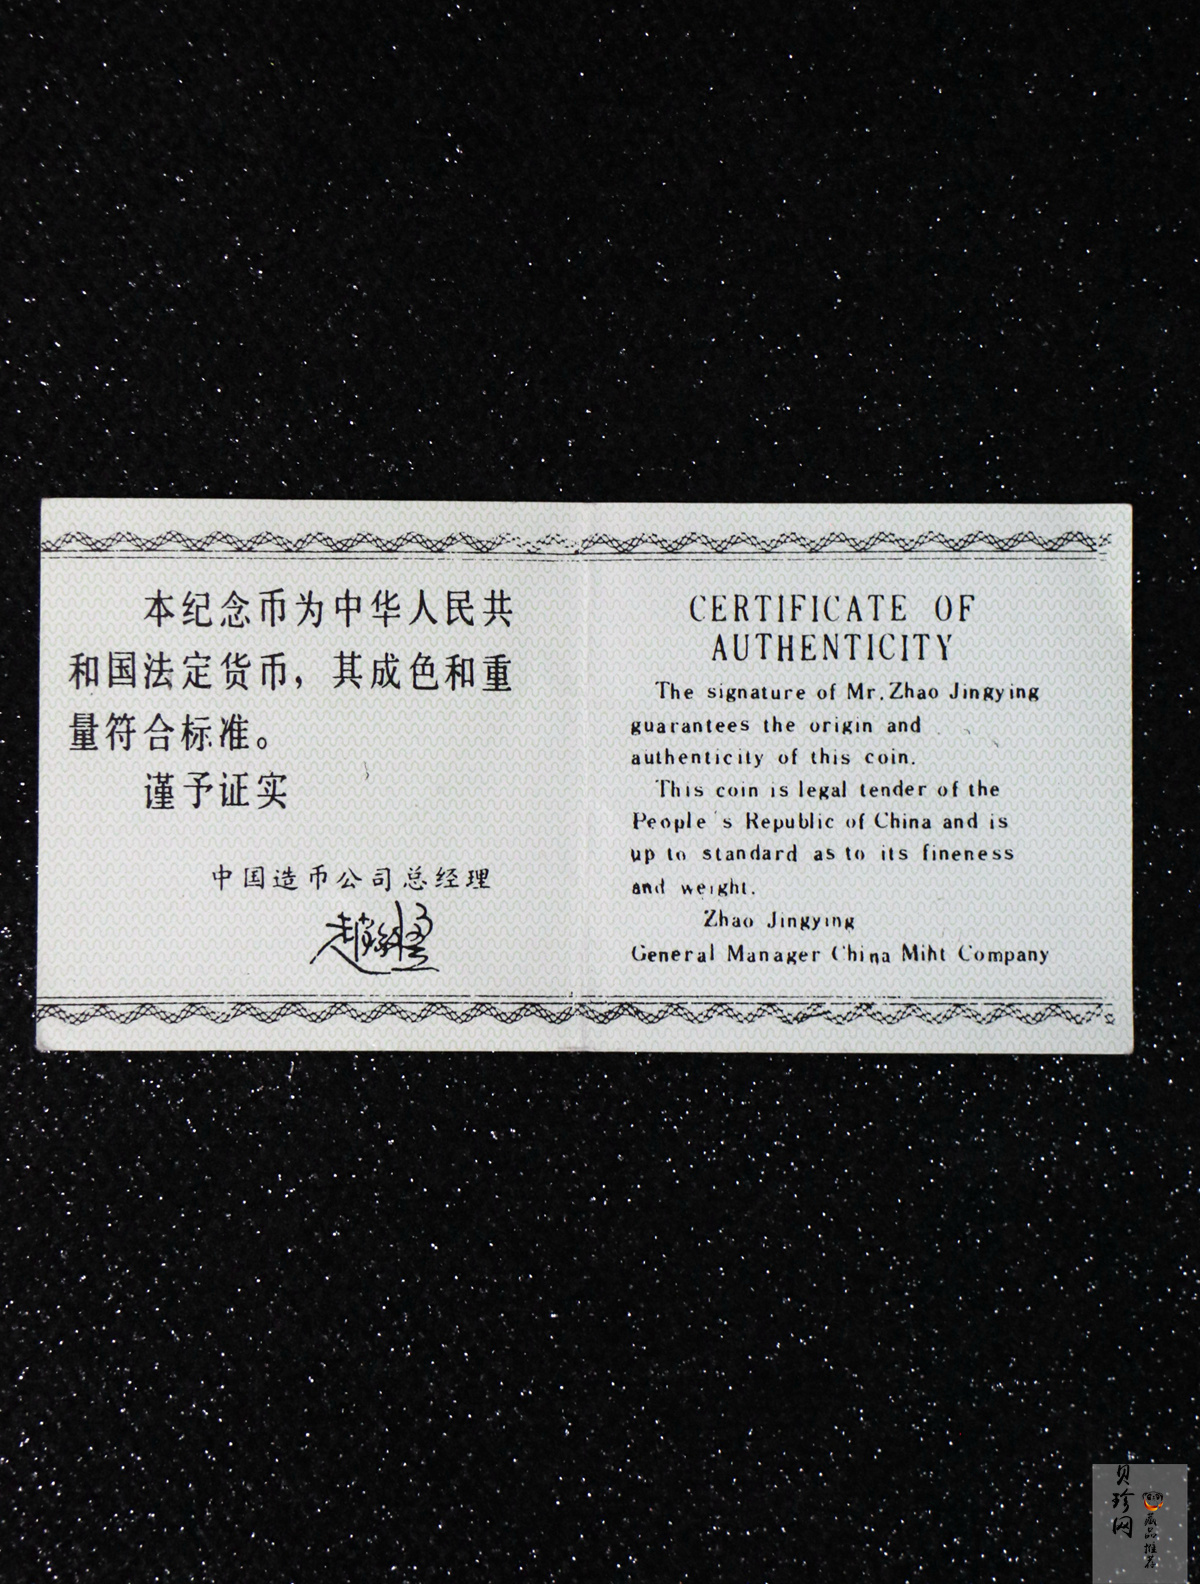 本纪念币为中华人民共
和国法定货币，其成色和重
量符合标准。
谨予证实
中国造币公司总经理
CERTIFICATE OF
AUTHENTICITY
The signature of Mr. Zhao Jingying
guarantees the origin and
authenticity of this coin.
This coin is legal tender of the
People's Republic of China and is
up to standard as to its fineness
and weight.
Zhao Jingying
General Manager China Miht Company
贝珍网
藏品推荐